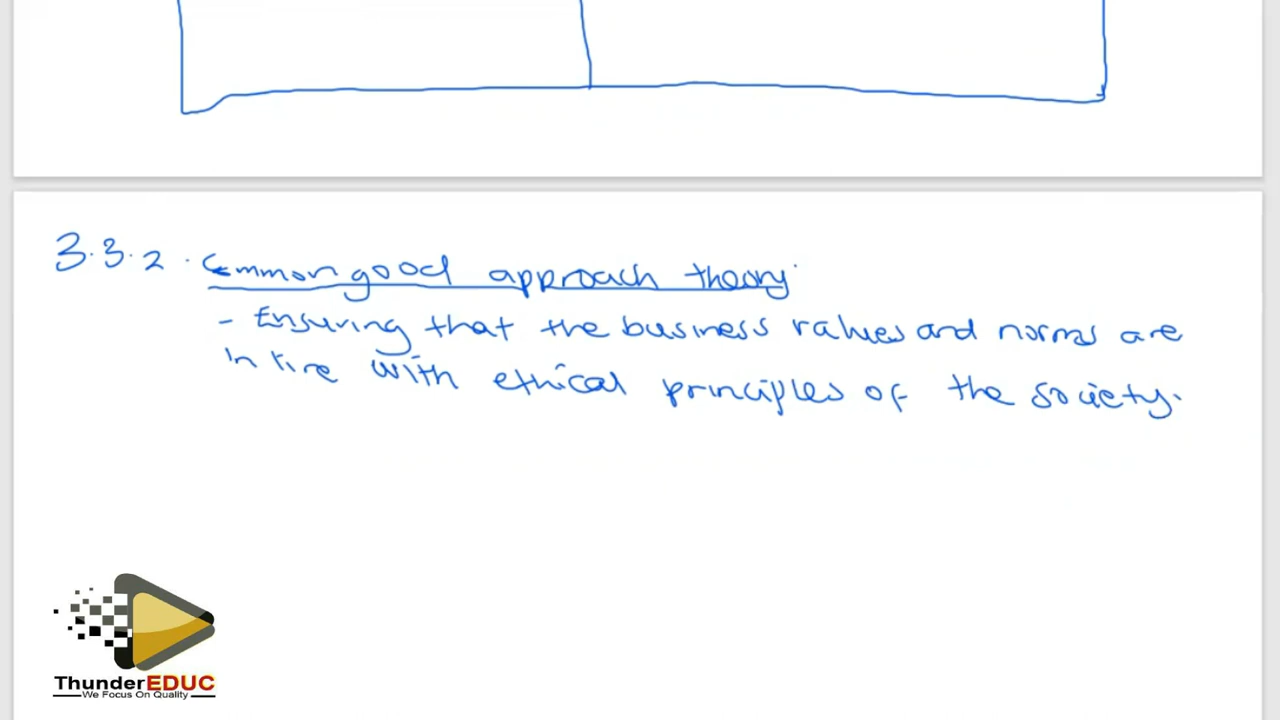 3.3.2. Common good approach theory
- Ensuring that the business values and norms are
in line with ethical principles of the society.
ThunderEDUC
We Focus On Quality